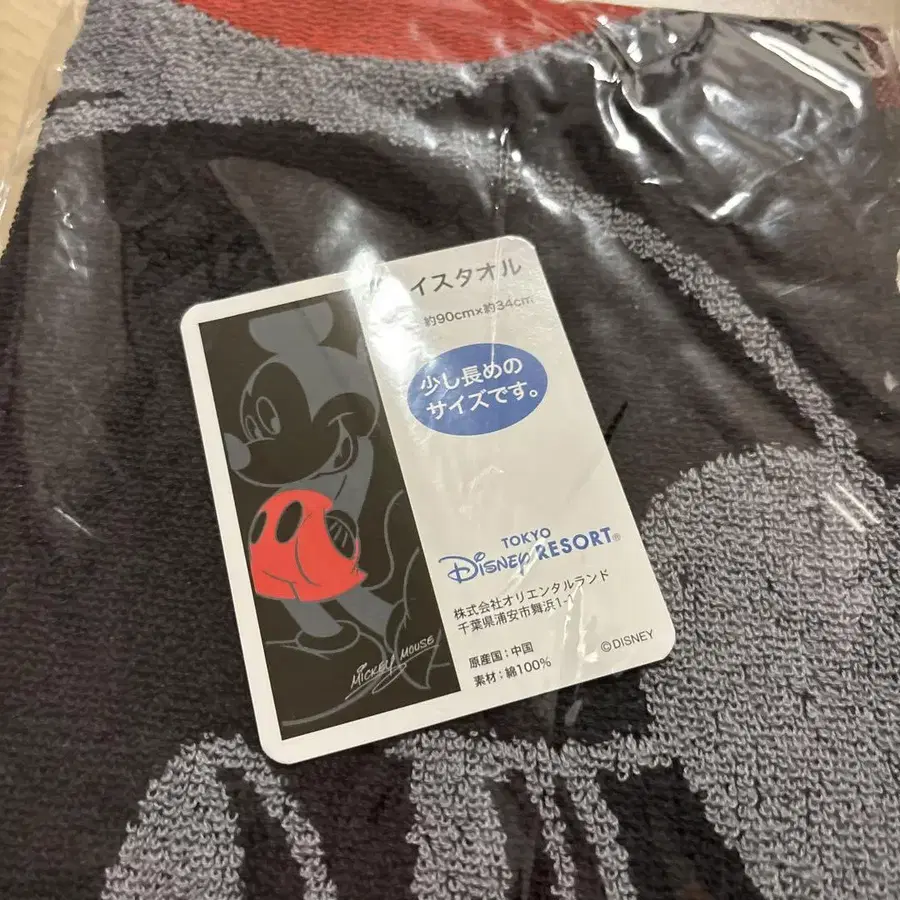 イスタオル
約90cm×約34cm
少し長めの
サイズです。
TOKYO
Disney RESORT®
株式会社オリエンタルランド
千葉県浦安市舞浜1-1
原産国：中国
素材：綿100%
©DISNEY
MICKEY MOUSE